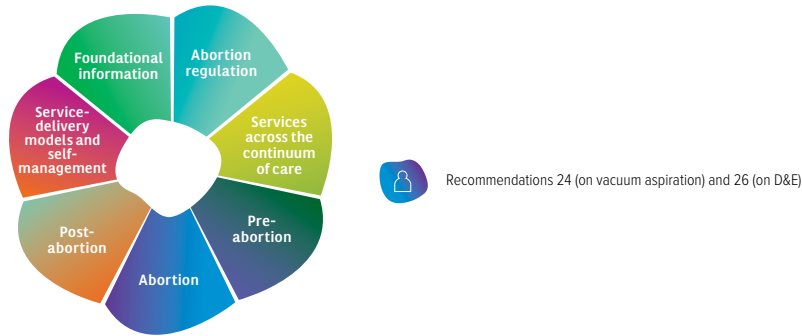 Foundational
information
Abortion
regulation
Services
across the
continuum
of care
Pre-
abortion
Abortion
Post-
abortion
Service-
delivery
models and
self-
management
Recommendations 24 (on vacuum aspiration) and 26 (on D&E)